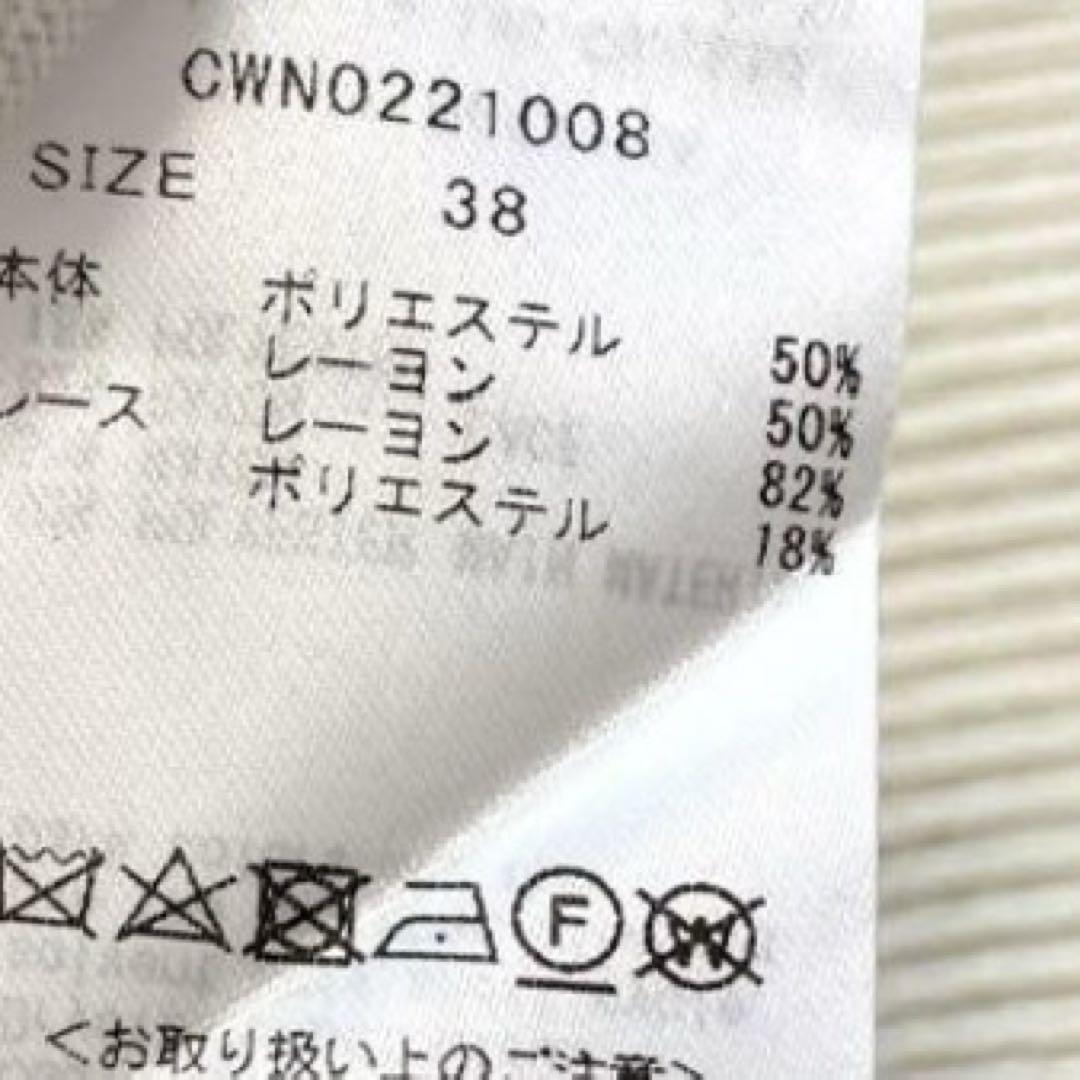 CWN0221008
SIZE 38
本体 ポリエステル 50%
レーヨン 50%
レース レーヨン 82%
ポリエステル 18%
F
W
<お取り扱い上のご注意>